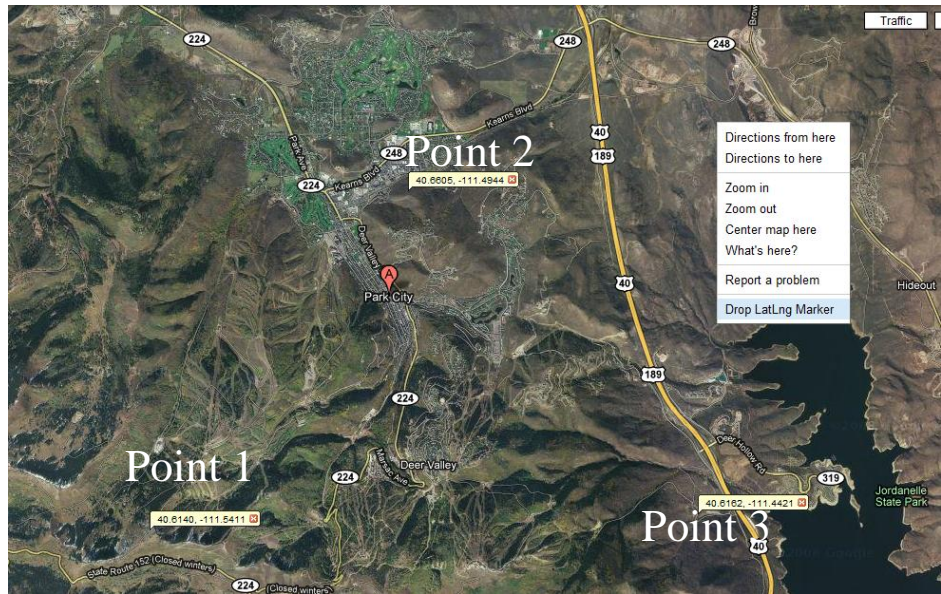 224
Traffic
248
248
Park Ave
Kearns Blvd
40
189
248
Point 2
Directions from here
Directions to here
224
Kearns Blvd
40.6605, -111.4944
Zoom in
Zoom out
Center map here
What's here?
Deer Valley
A
Park City
40
Report a problem
Hideout
Drop LatLng Marker
189
224
Deer Hollow Rd
Point 1
Marsac Ave
Deer Valley
224
319
Jordanelle
State Park
40.6162, -111.4421
40.6140, -111.5411
Point 3
40
State Route 152 (Closed winters)
224
(Closed winters)